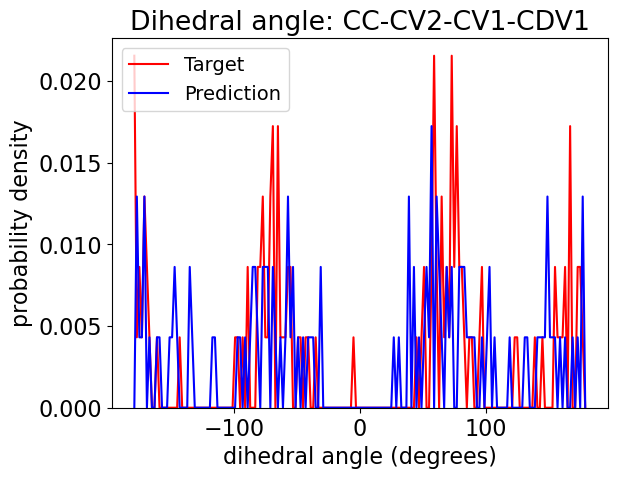 Dihedral angle: CC-CV2-CV1-CDV1
Target
Prediction
probability density
0.020
0.015
0.010
0.005
0.000
−100
0
100
dihedral angle (degrees)